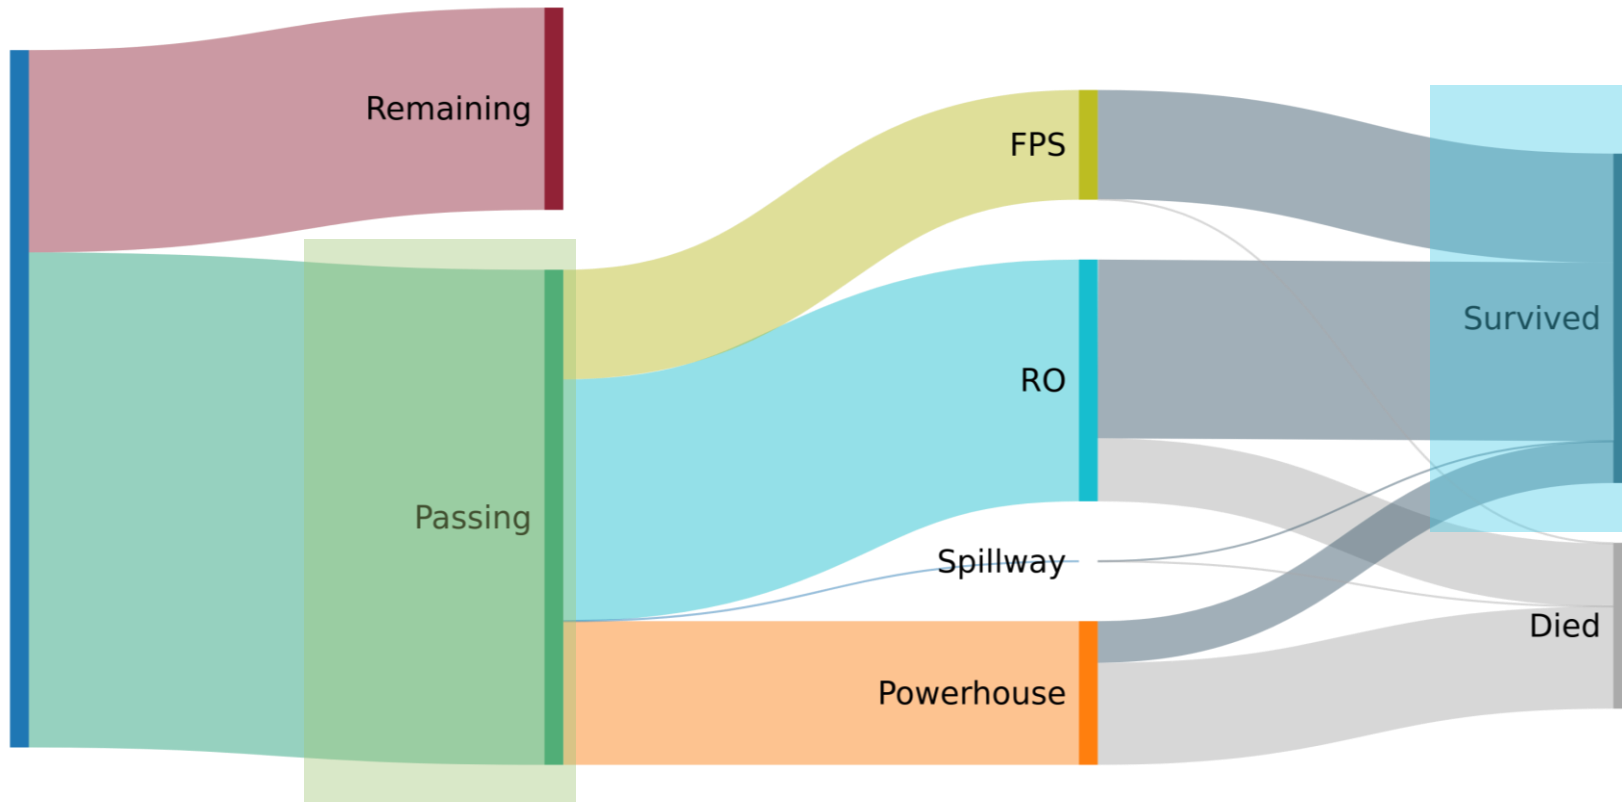 Remaining
FPS
Survived
RO
Passing
Spillway
Died
Powerhouse